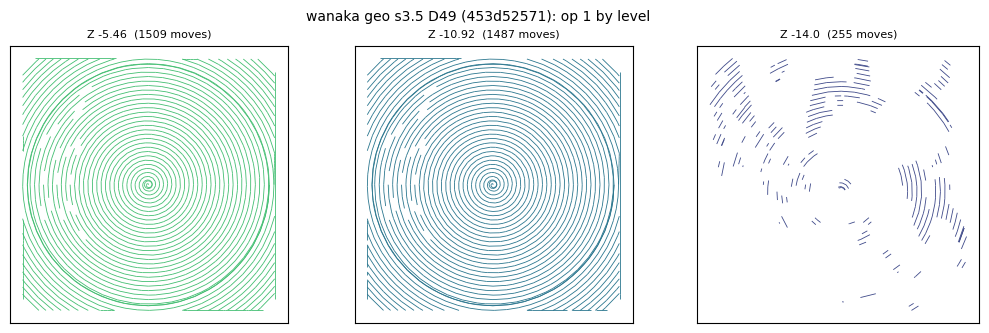 wanaka geo s3.5 D49 (453d52571): op 1 by level
Z -5.46 (1509 moves)
Z -10.92 (1487 moves)
Z -14.0 (255 moves)